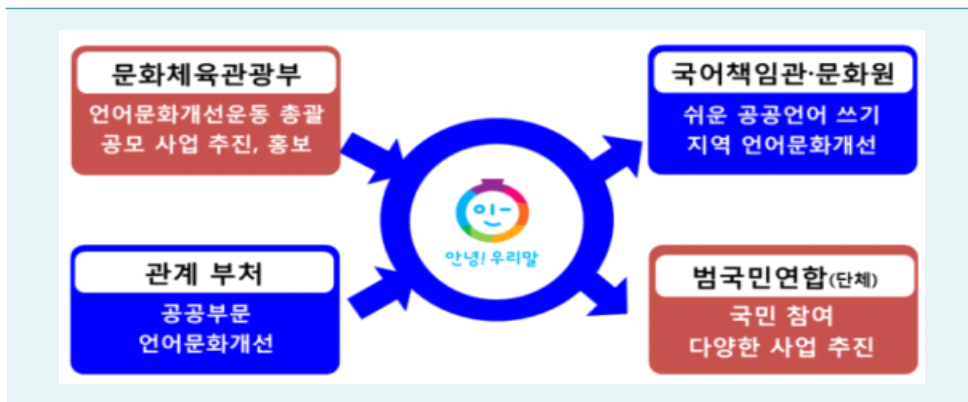 문화체육관광부
언어문화개선운동 총괄
공모 사업 추진, 홍보
국어책임관·문화원
쉬운 공공언어 쓰기
지역 언어문화개선
안녕! 우리말
관계 부처
공공부문
언어문화개선
범국민연합(단체)
국민 참여
다양한 사업 추진